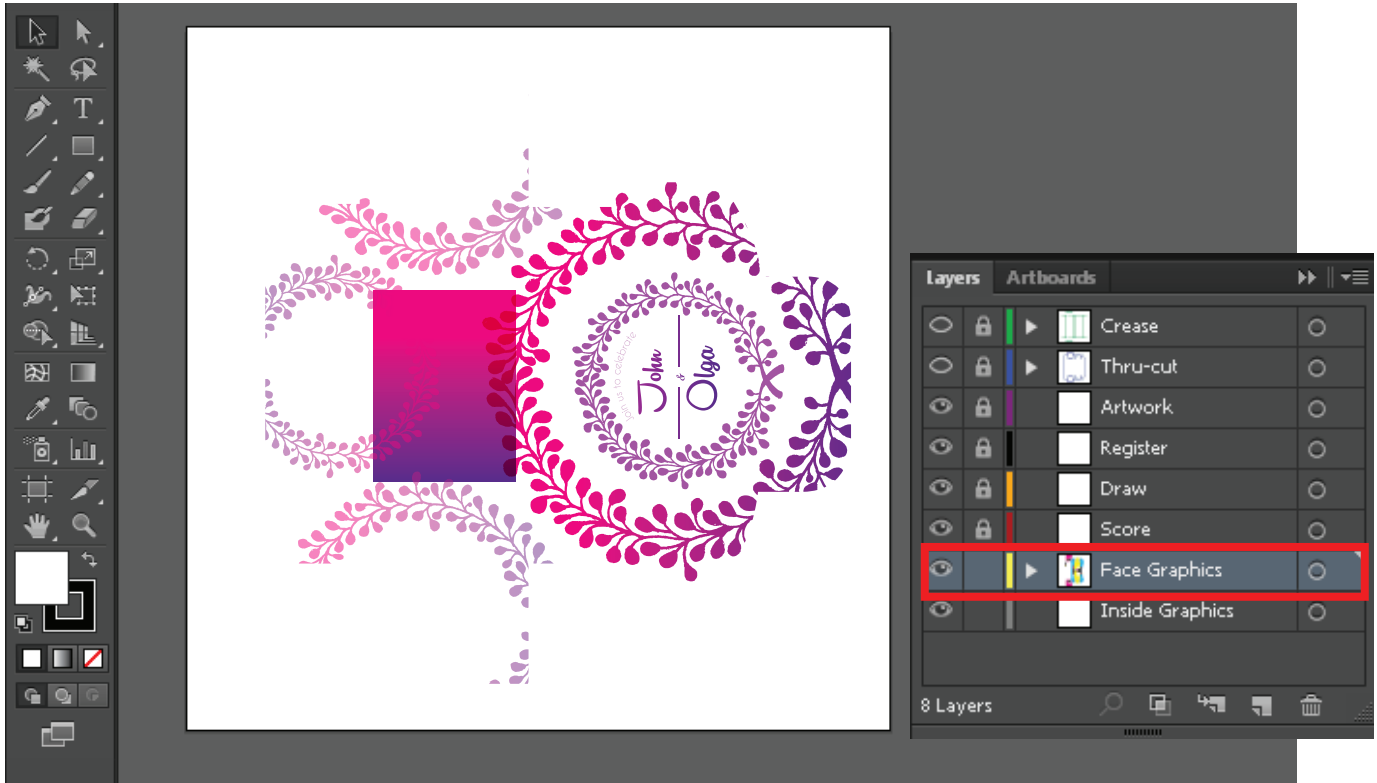 T
join us to celebrate
John
&
Olga
Layers Artboards
Crease
Thru-cut
Artwork
Register
Draw
Score
Face Graphics
Inside Graphics
8 Layers